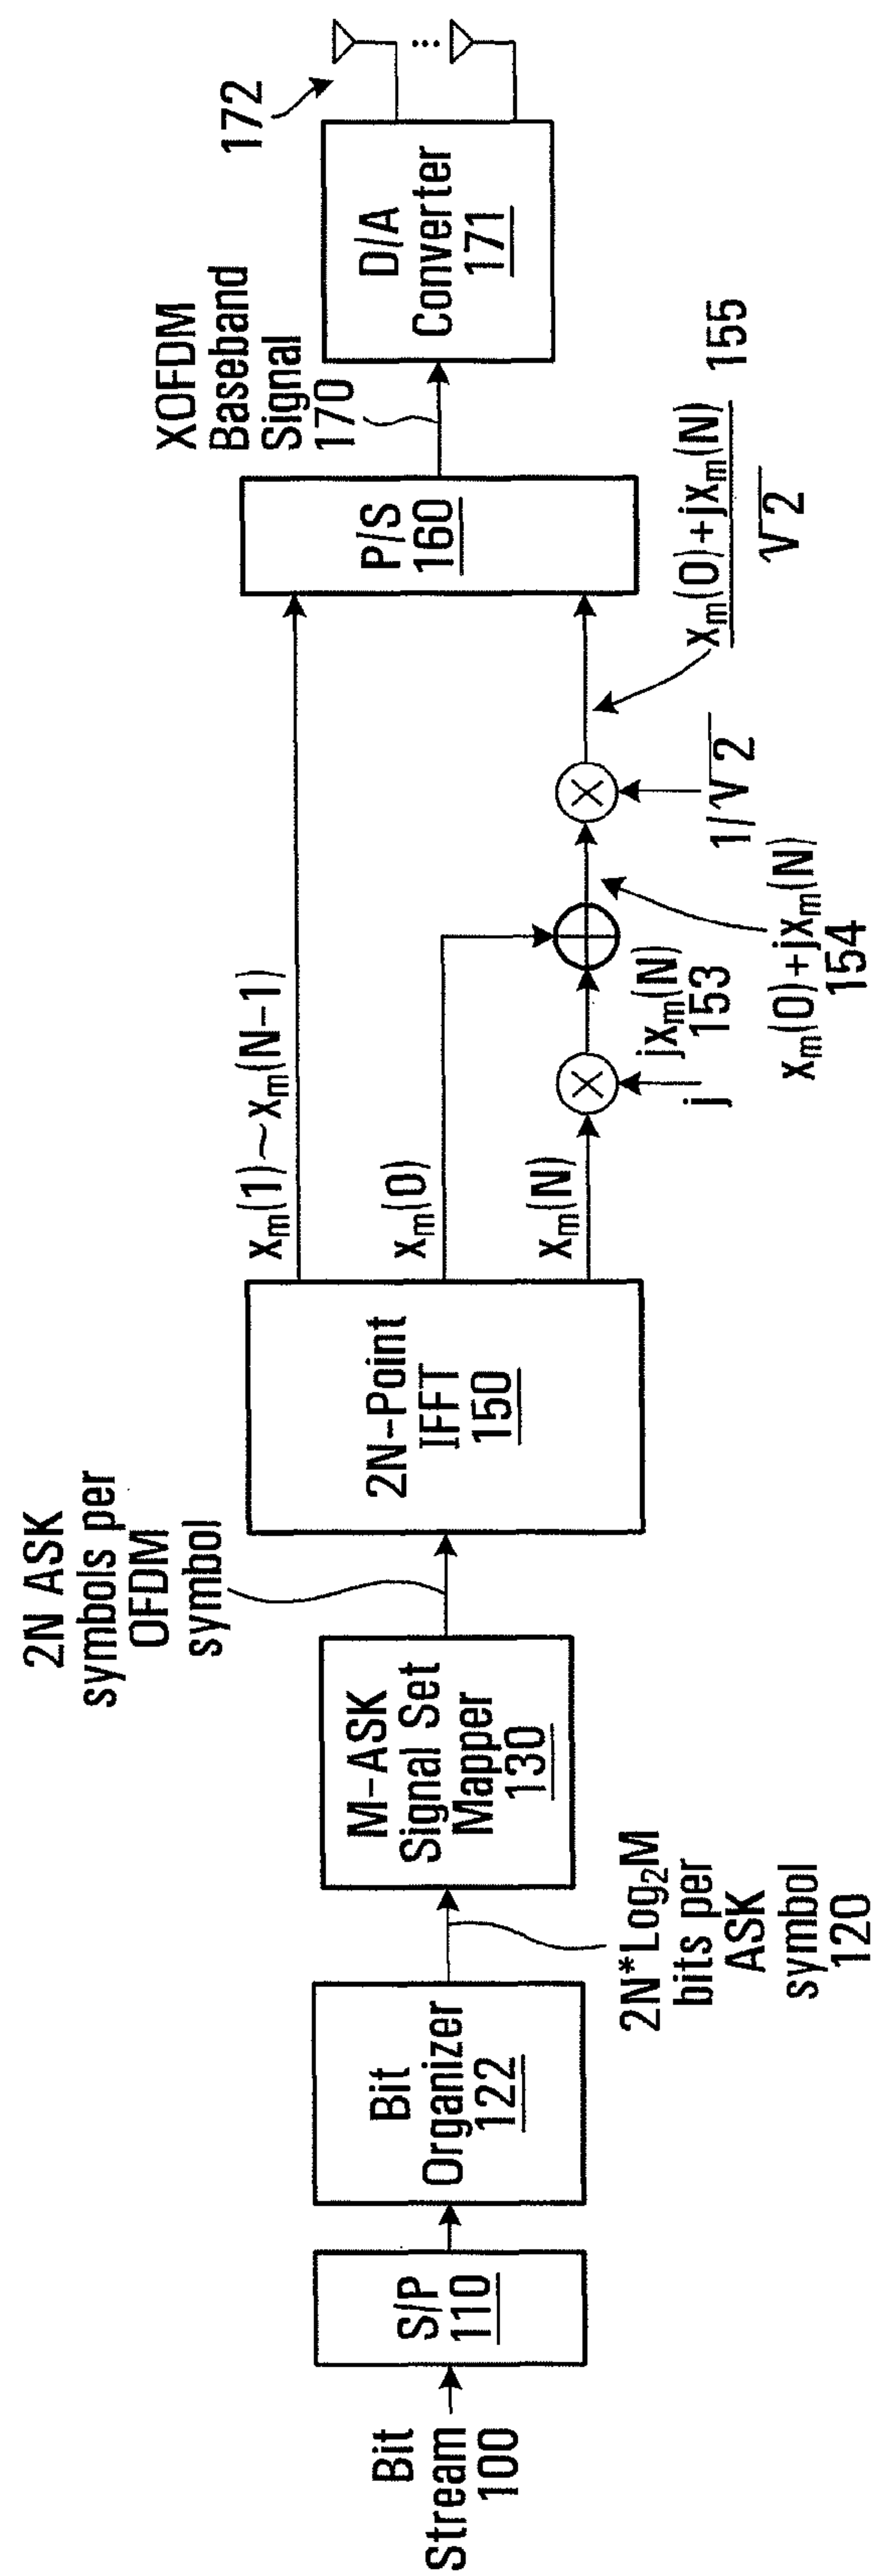 Bit
Stream
100
S/P
110
Bit
Organizer
122
2N*Log₂M
bits per
ASK
symbol
120
M-ASK
Signal Set
Mapper
130
2N ASK
symbols per
OFDM
symbol
2N-Point
IFFT
150
xₘ(1)~xₘ(N-1)
xₘ(0)
xₘ(N)
j
jxₘ(N)
153
xₘ(0)+jxₘ(N)
154
1/√2
xₘ(0)+jxₘ(N)
√2
155
P/S
160
XOFDM
Baseband
Signal
170
D/A
Converter
171
172